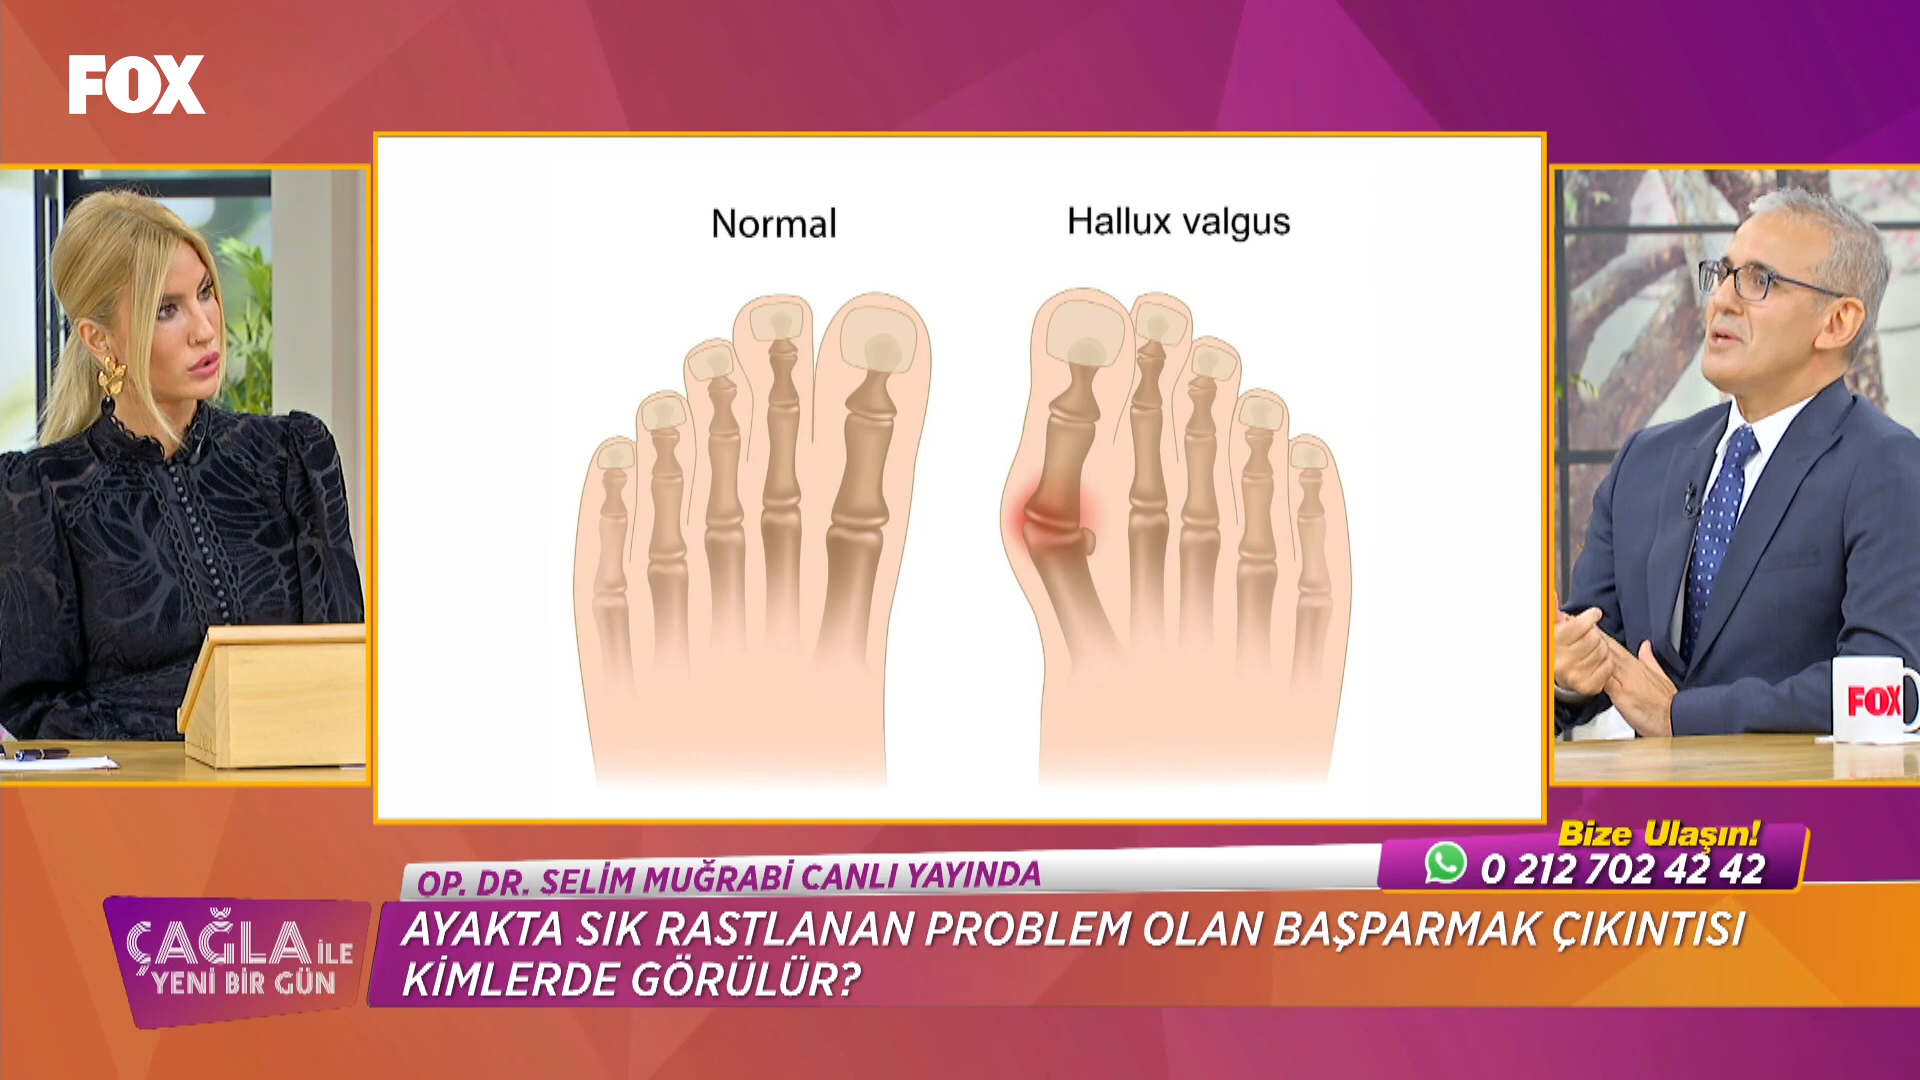 FOX
Normal
Hallux valgus
FOX
Bize Ulaşın!
0 212 702 42 42
OP. DR. SELİM MUĞRABİ CANLI YAYINDA
ÇAĞLA İLE
YENİ BİR GÜN
AYAKTA SIK RASTLANAN PROBLEM OLAN BAŞPARMAK ÇIKINTISI
KİMLERDE GÖRÜLÜR?